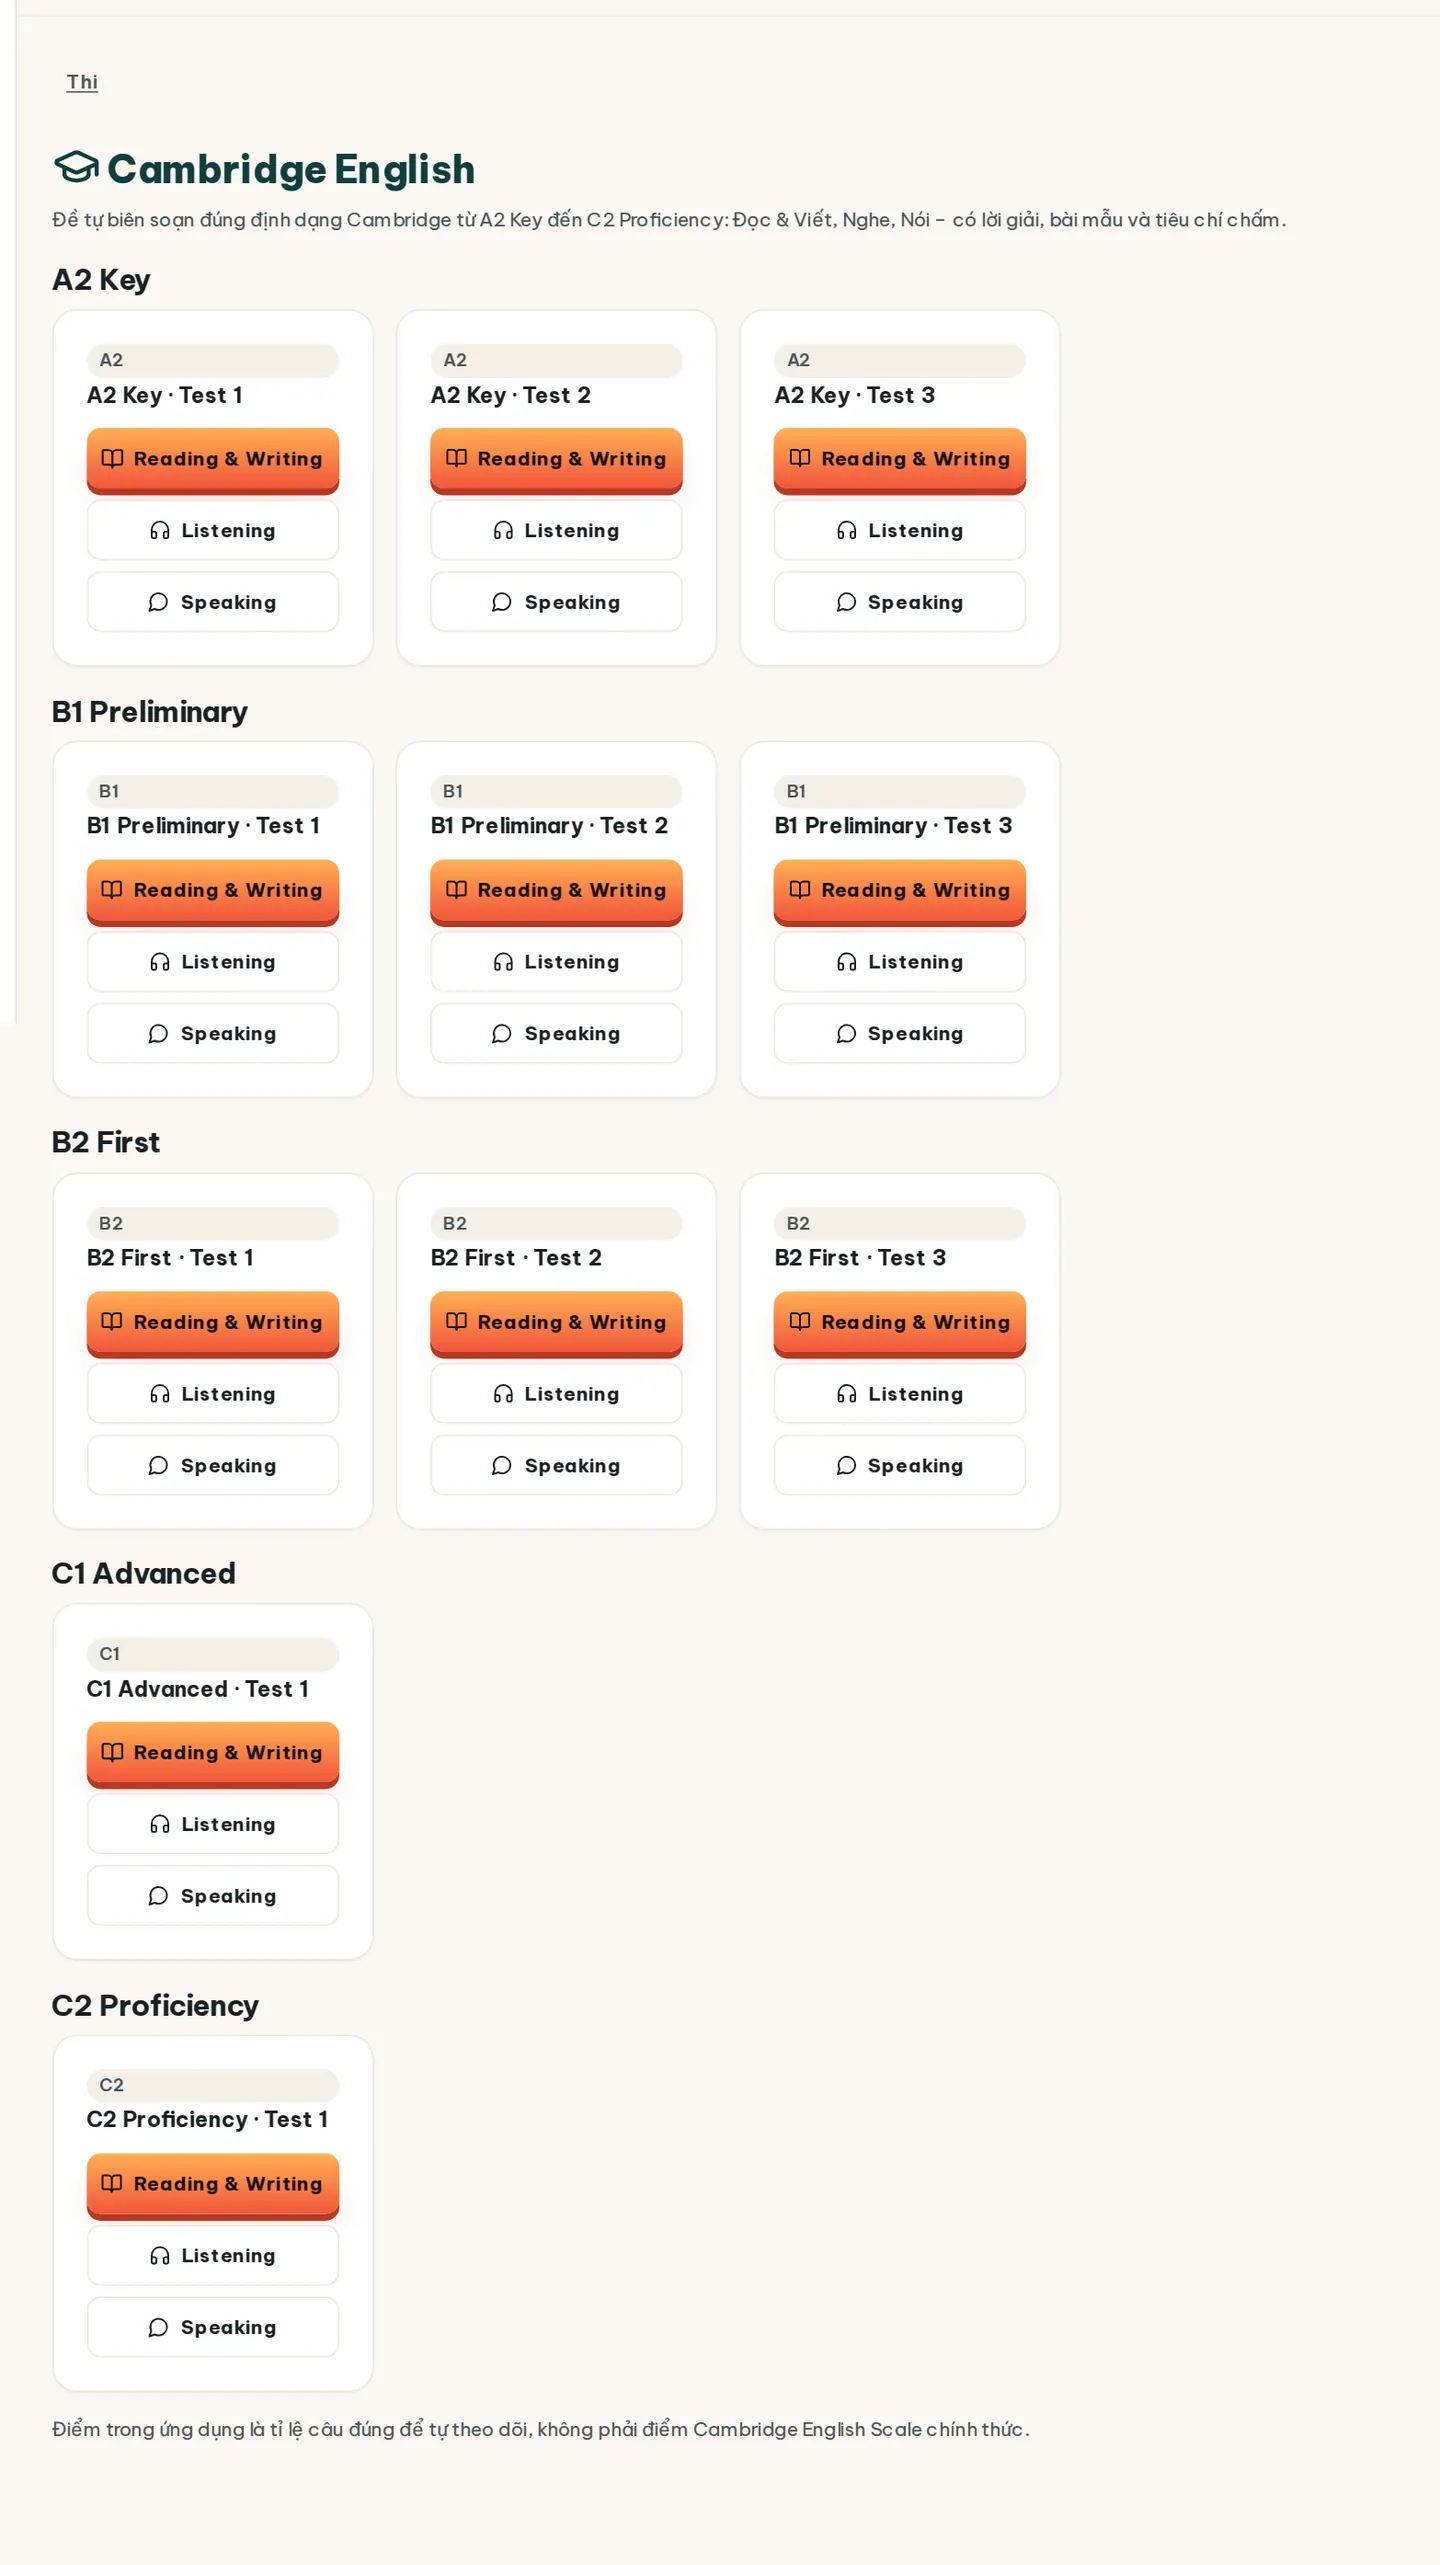 Thi
Cambridge English
Đề tự biên soạn đúng định dạng Cambridge từ A2 Key đến C2 Proficiency: Đọc & Viết, Nghe, Nói – có lời giải, bài mẫu và tiêu chí chấm.
A2 Key
A2
A2 Key · Test 1
Reading & Writing
Listening
Speaking
A2
A2 Key · Test 2
Reading & Writing
Listening
Speaking
A2
A2 Key · Test 3
Reading & Writing
Listening
Speaking
B1 Preliminary
B1
B1 Preliminary · Test 1
Reading & Writing
Listening
Speaking
B1
B1 Preliminary · Test 2
Reading & Writing
Listening
Speaking
B1
B1 Preliminary · Test 3
Reading & Writing
Listening
Speaking
B2 First
B2
B2 First · Test 1
Reading & Writing
Listening
Speaking
B2
B2 First · Test 2
Reading & Writing
Listening
Speaking
B2
B2 First · Test 3
Reading & Writing
Listening
Speaking
C1 Advanced
C1
C1 Advanced · Test 1
Reading & Writing
Listening
Speaking
C2 Proficiency
C2
C2 Proficiency · Test 1
Reading & Writing
Listening
Speaking
Điểm trong ứng dụng là tỉ lệ câu đúng để tự theo dõi, không phải điểm Cambridge English Scale chính thức.